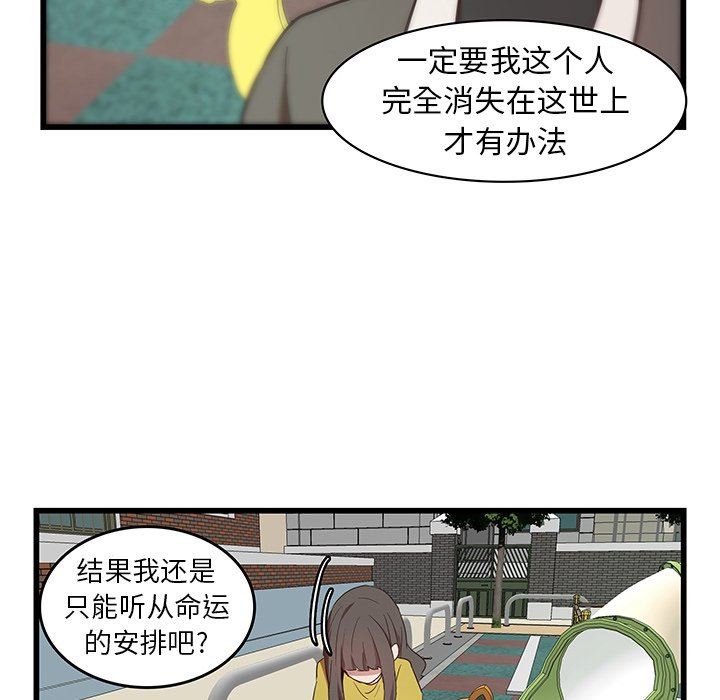 一定要我这个人
完全消失在这世上
才有办法
结果我还是
只能听从命运
的安排吧?